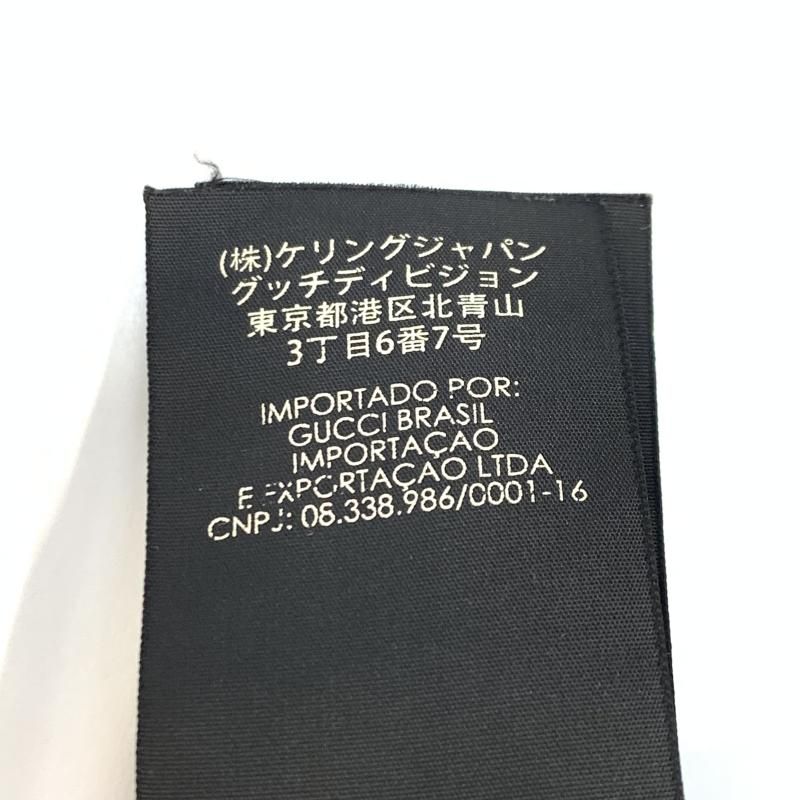 (株)ケリングジャパン
グッチディビジョン
東京都港区北青山
3丁目6番7号
IMPORTADO POR:
GUCCI BRASIL
IMPORTAÇAO
E EXPORTAÇAO LTDA
CNPJ: 08.338.986/0001-16